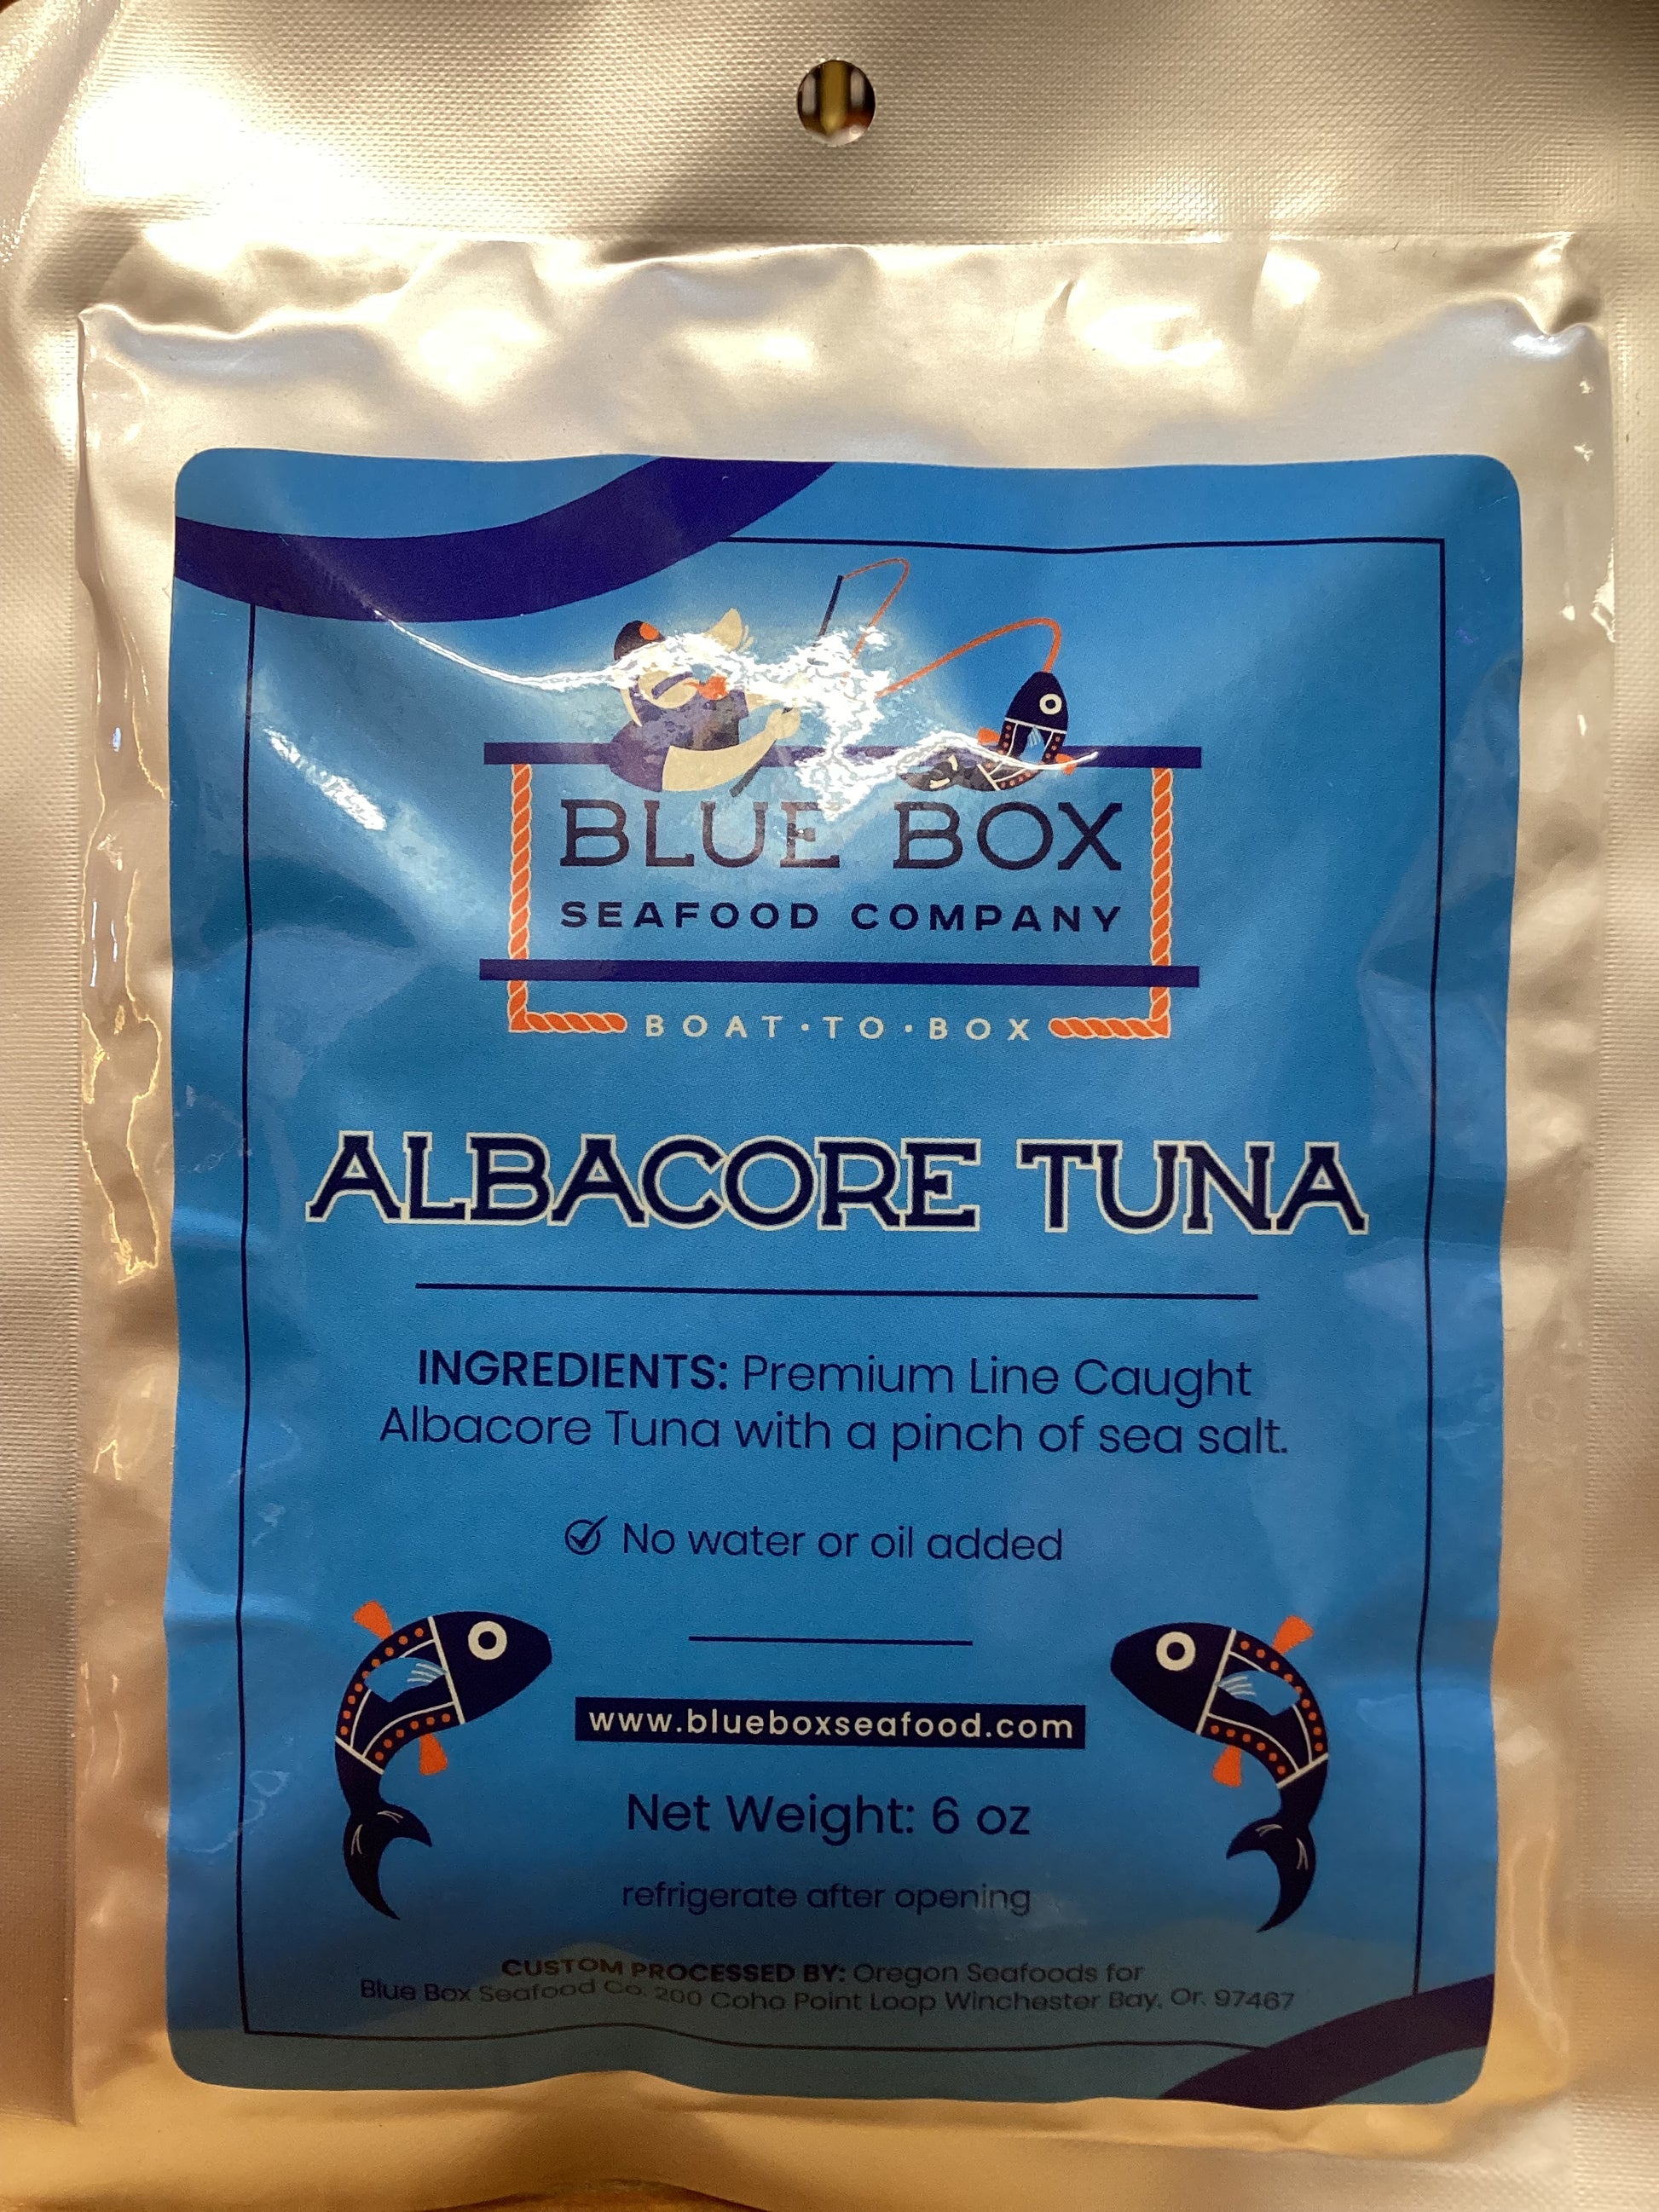 BLUE BOX
SEAFOOD COMPANY
BOAT·TO·BOX
ALBACORE TUNA
INGREDIENTS: Premium Line Caught
Albacore Tuna with a pinch of sea salt.
No water or oil added
www.blueboxseafood.com
Net Weight: 6 oz
refrigerate after opening
CUSTOM PROCESSED BY: Oregon Seafoods for
Blue Box Seafood Co. 200 Coho Point Loop Winchester Bay, Or. 97467